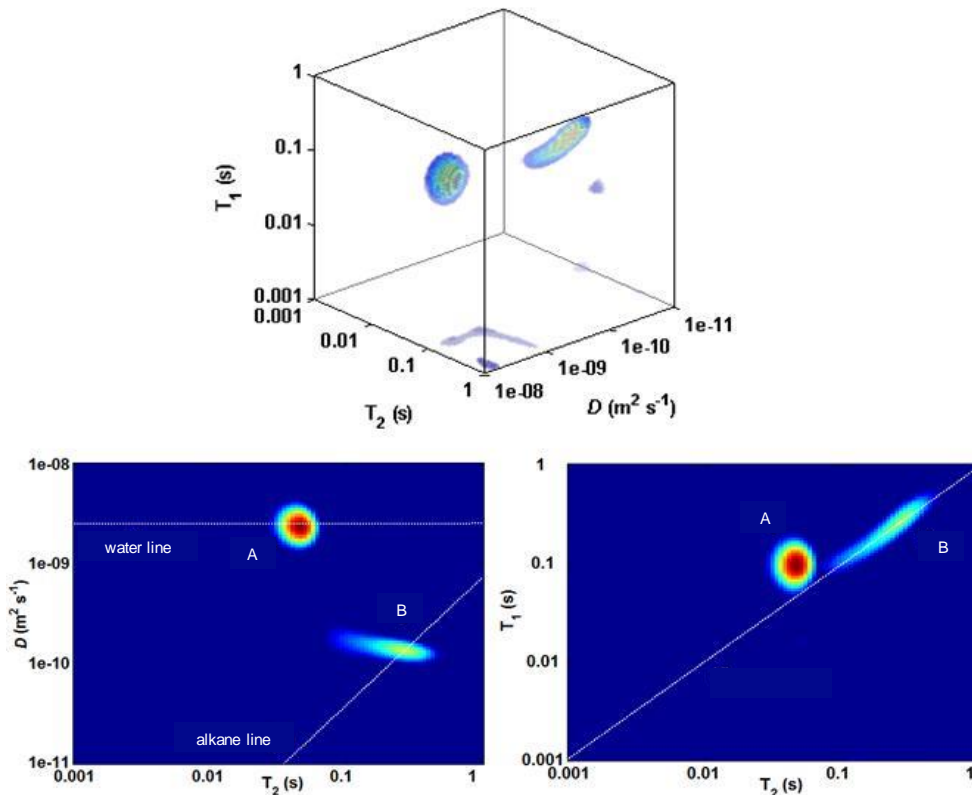 1
0.1
T1 (s)
0.01
0.001
0.001
0.01
0.1
1
T2 (s)
1e-08
1e-09
1e-10
1e-11
D (m2 s-1)
1e-08
water line
A
1e-09
D (m2 s-1)
B
1e-10
alkane line
1e-11
0.001
0.01
T2 (s)
0.1
1
1
A
B
0.1
T1 (s)
0.01
0.001
0.001
0.01
T2 (s)
0.1
1